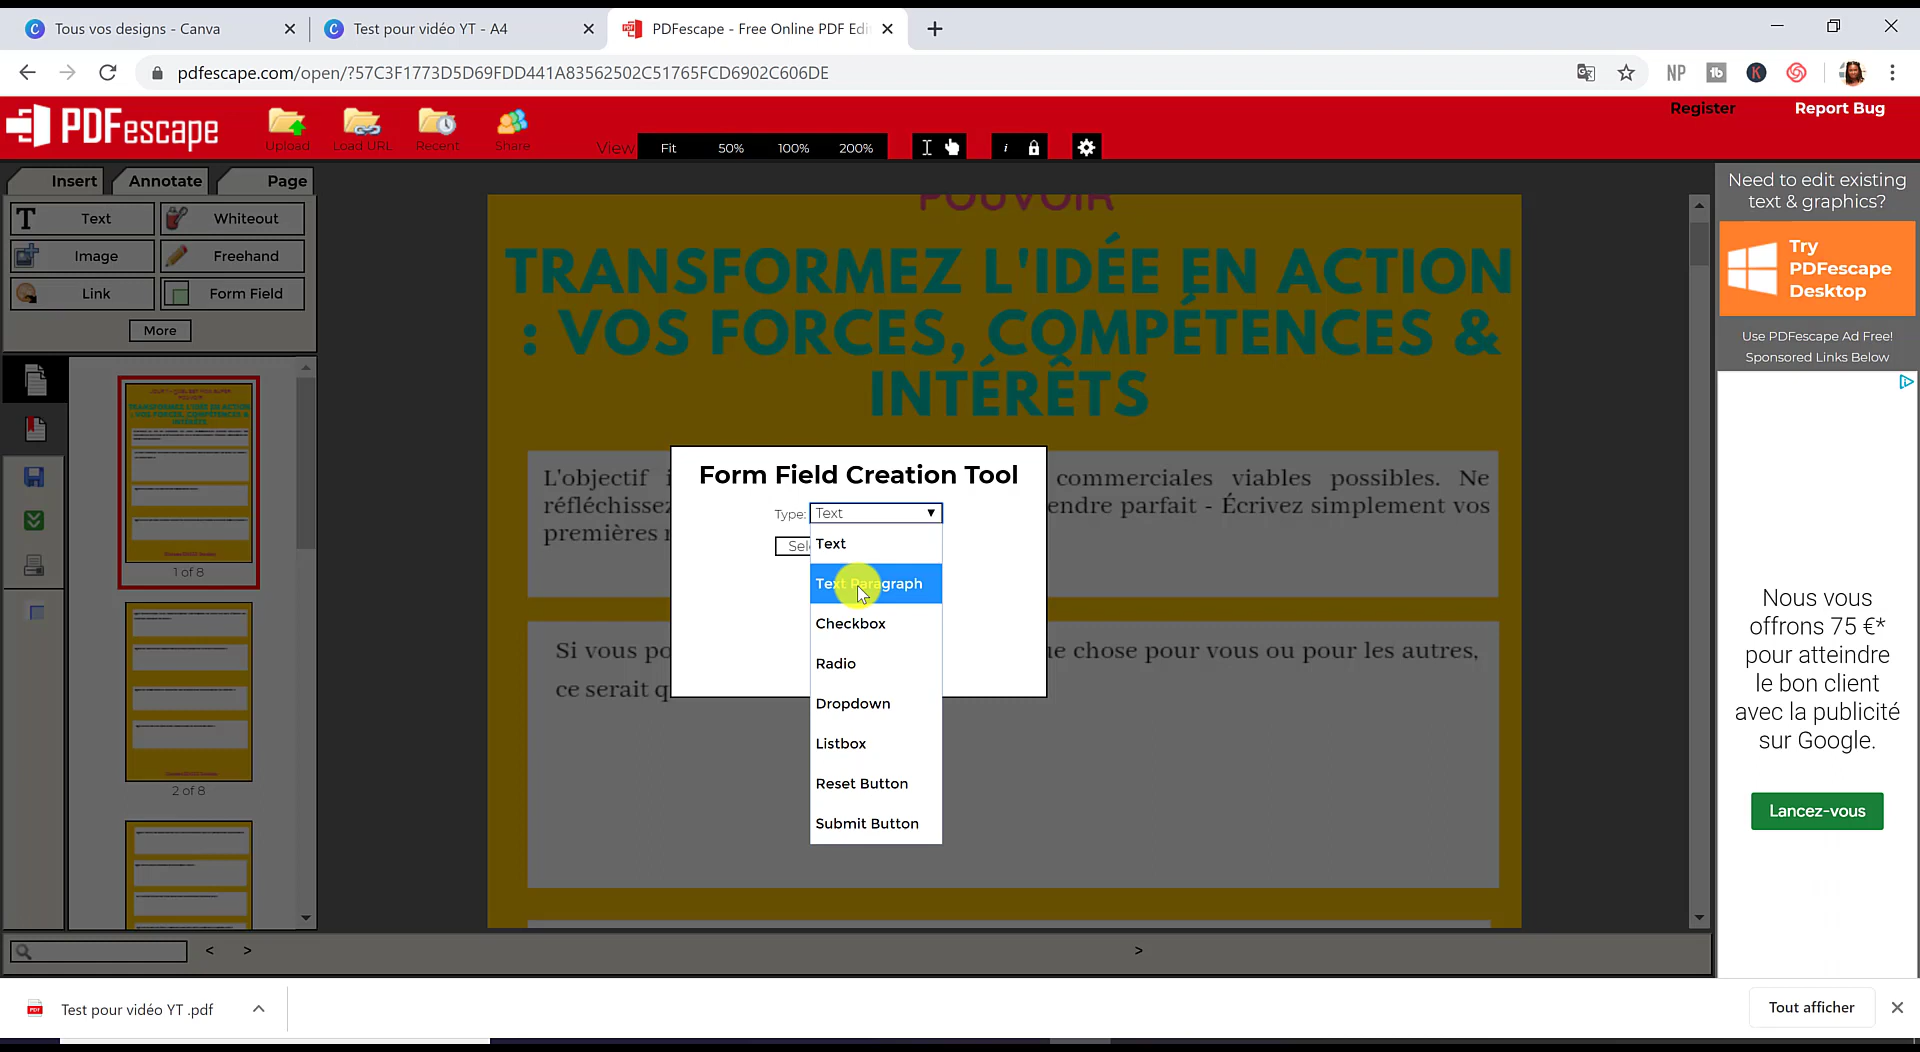 Tous vos designs - Canva
Test pour vidéo YT - A4
PDFescape - Free Online PDF Edi
pdfescape.com/open/?57C3F1773D5D69FDD441A83562502C51765FCD6902C606DE
NP
tb
K
PDFescape
Upload
Load URL
Recent
Share
View:
Fit
50%
100%
200%
Register
Report Bug
Insert
Annotate
Page
Text
Whiteout
Image
Freehand
Link
Form Field
More
1 of 8
2 of 8
POUVOIR
TRANSFORMEZ L'IDÉE EN ACTION
: VOS FORCES, COMPÉTENCES &
INTÉRÊTS
L'objectif commerciales viables possibles. Ne
réfléchissez endre parfait - Écrivez simplement vos
premières
Si vous chose pour vous ou pour les autres,
ce serait
Form Field Creation Tool
Type: Text
Text
Text Paragraph
Checkbox
Radio
Dropdown
Listbox
Reset Button
Submit Button
Need to edit existing
text & graphics?
Try
PDFescape
Desktop
Use PDFescape Ad Free!
Sponsored Links Below
Nous vous
offrons 75 €*
pour atteindre
le bon client
avec la publicité
sur Google.
Lancez-vous
< >
>
Test pour vidéo YT .pdf
Tout afficher